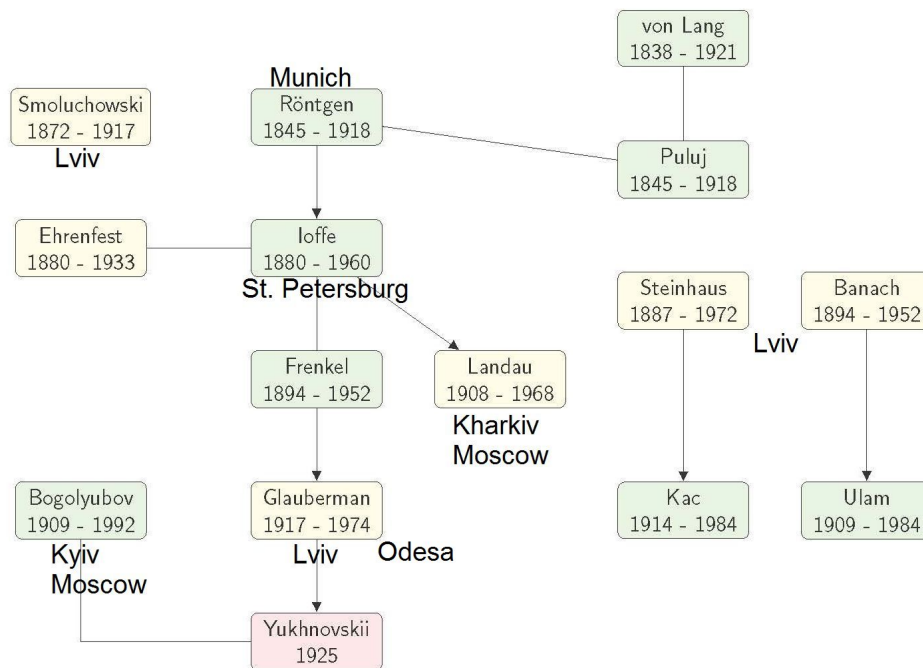 von Lang
1838 - 1921
Munich
Smoluchowski
1872 - 1917
Lviv
Röntgen
1845 - 1918
Puluj
1845 - 1918
Ehrenfest
1880 - 1933
Ioffe
1880 - 1960
St. Petersburg
Steinhaus
1887 - 1972
Banach
1894 - 1952
Lviv
Frenkel
1894 - 1952
Landau
1908 - 1968
Kharkiv
Moscow
Bogolyubov
1909 - 1992
Kyiv
Moscow
Glauberman
1917 - 1974
Lviv
Odesa
Kac
1914 - 1984
Ulam
1909 - 1984
Yukhnovskii
1925